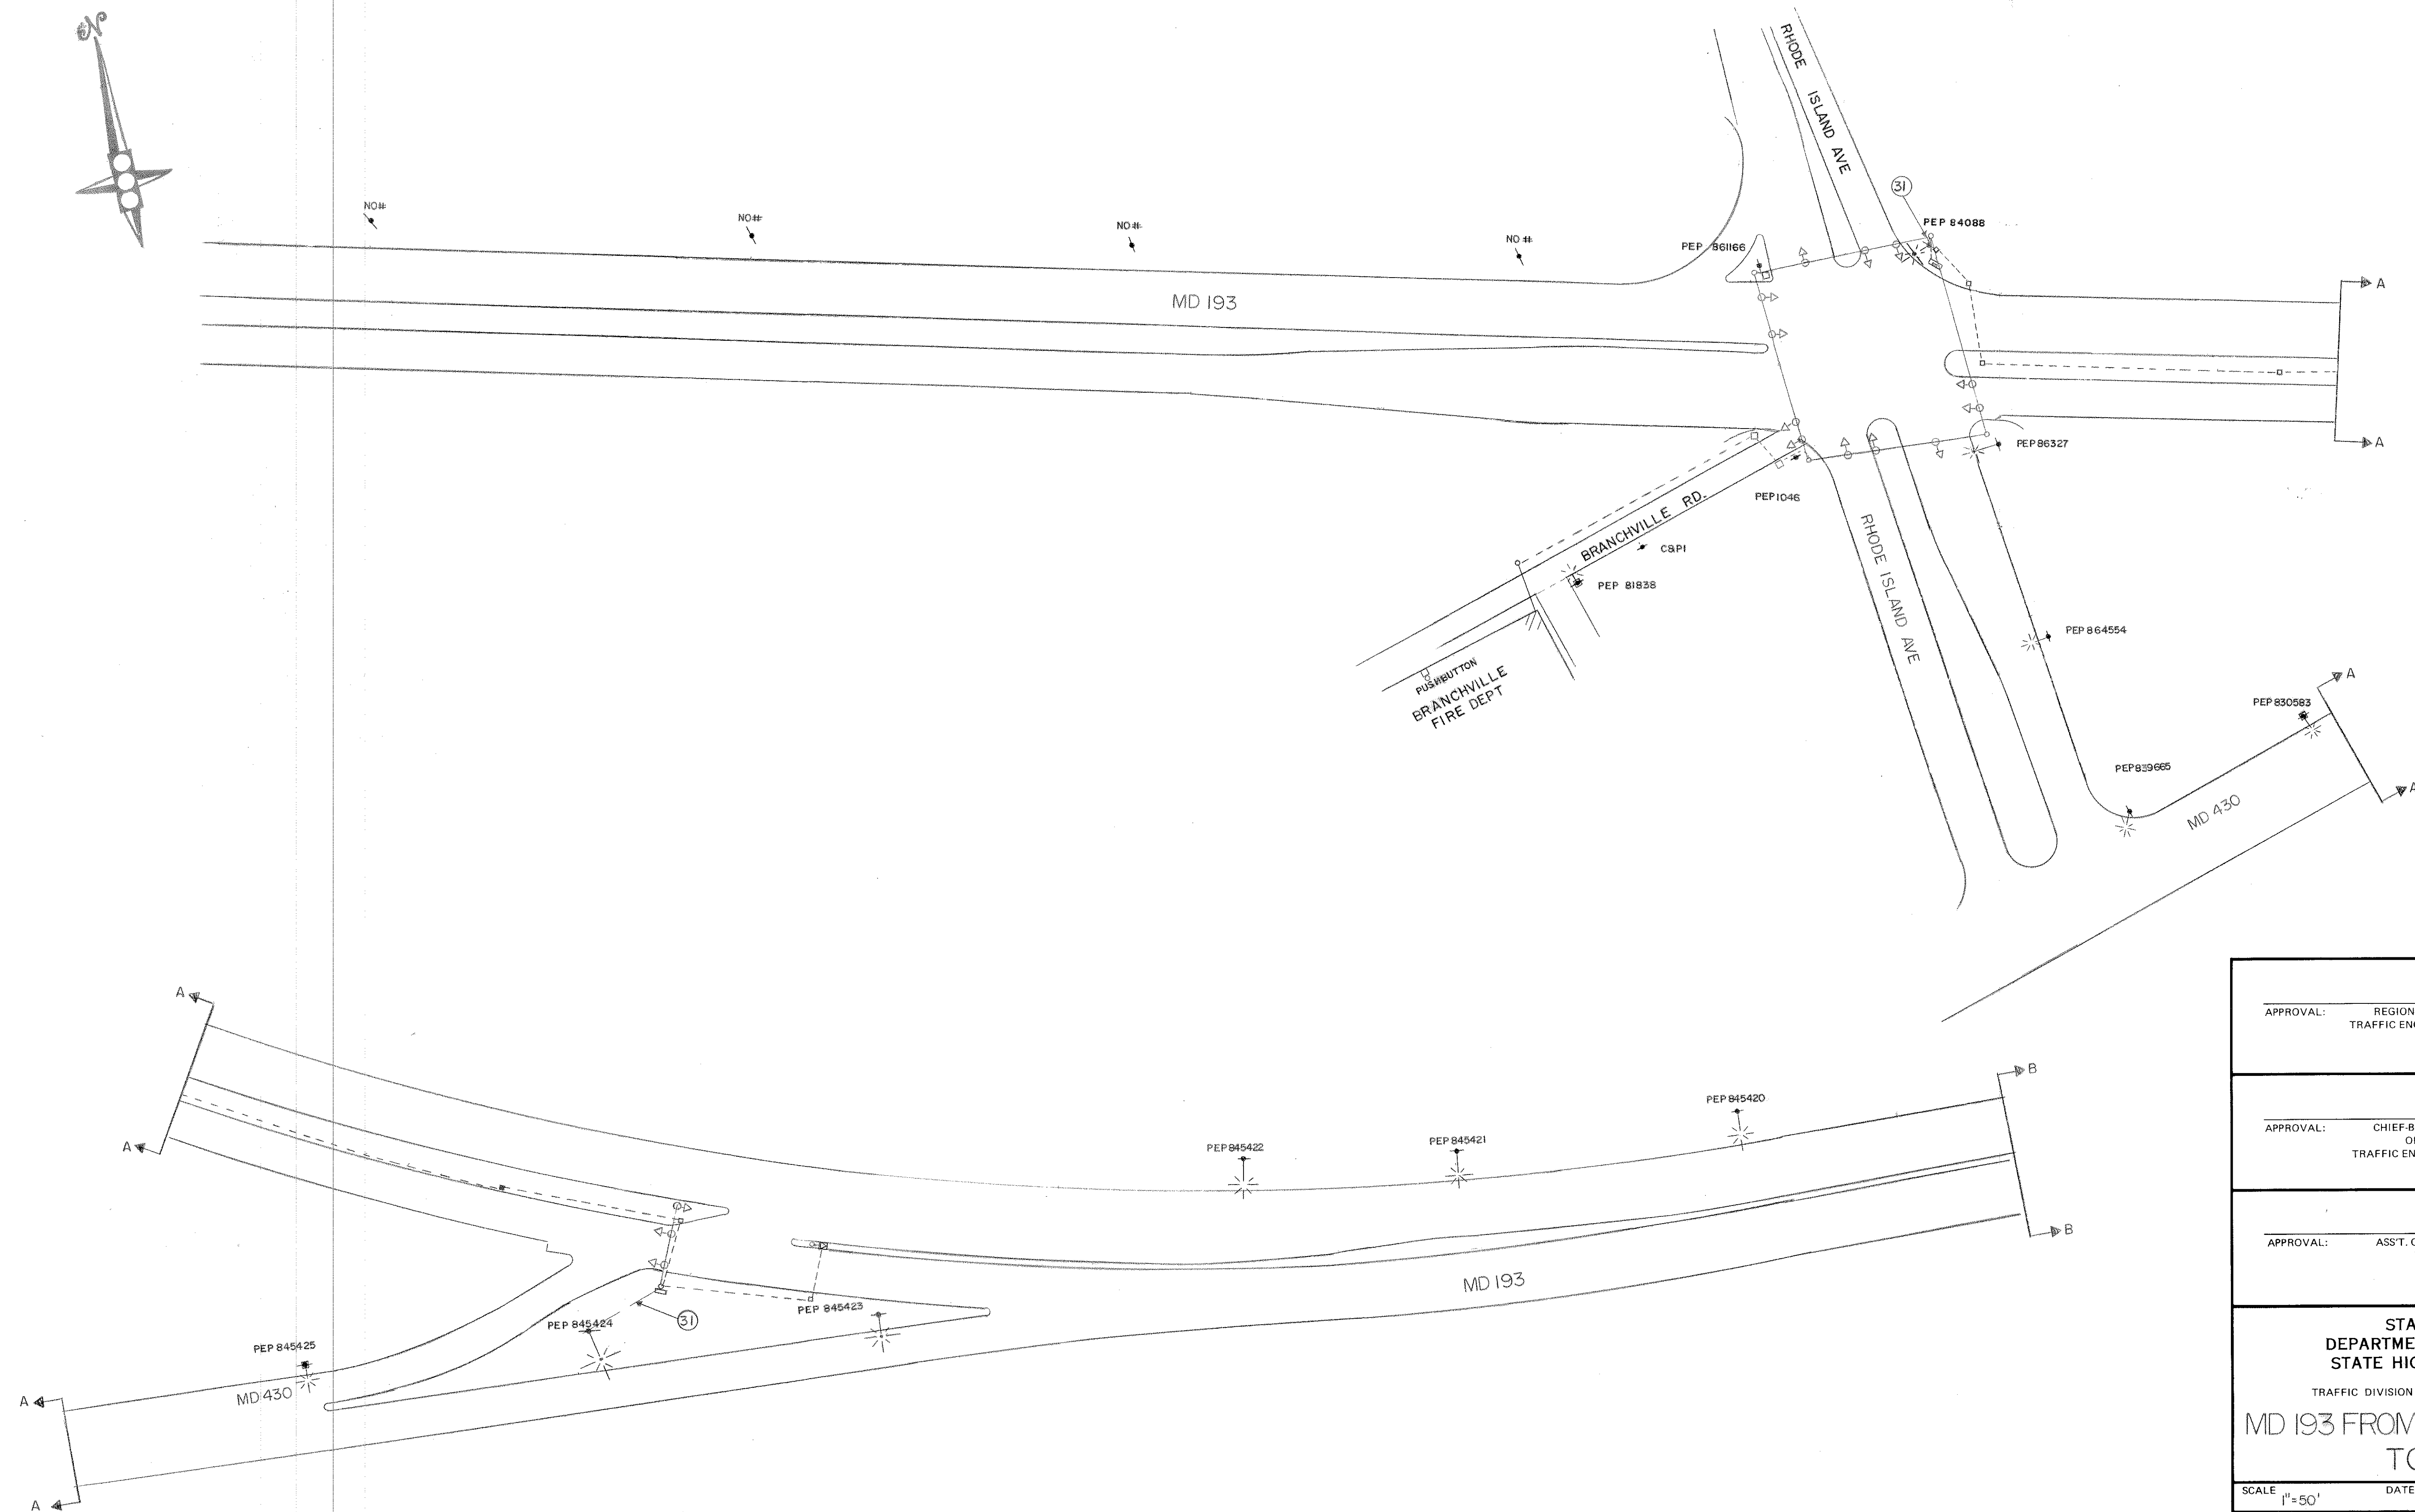 N
RHODE ISLAND AVE
31
NO#
NO#
NO#
NO #
PEP 84088
PEP 861166
A
MD 193
A
PEP 86327
PEP 1046
BRANCHVILLE RD.
C&P1
PEP 81838
RHODE ISLAND AVE
PEP 864554
PUSHBUTTON
BRANCHVILLE
FIRE DEPT
A
PEP 830583
PEP 839665
A
MD 430
A
A
B
PEP 845420
PEP 845421
PEP 845422
B
MD 193
PEP 845423
31
PEP 845424
PEP 845425
MD 430
A
A
APPROVAL: REGION
TRAFFIC EN
APPROVAL: CHIEF-B
TRAFFIC EN
APPROVAL: ASS'T.
STA
DEPARTME
STATE HI
TRAFFIC DIVISION
MD 193 FROM
TO
SCALE 1"=50' DATE